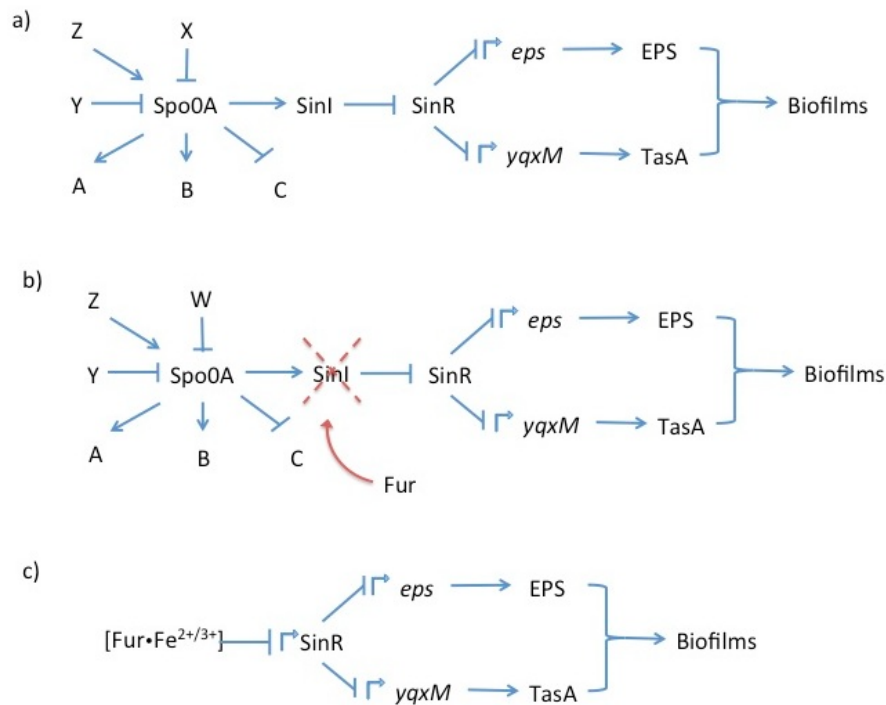 a)
Z X
Y Spo0A SinI SinR eps EPS Biofilms
yqxM TasA
A B C
b)
Z W
Y Spo0A SinI SinR eps EPS Biofilms
yqxM TasA
A B C
Fur
c)
eps EPS
[Fur•Fe2+/3+] SinR Biofilms
yqxM TasA